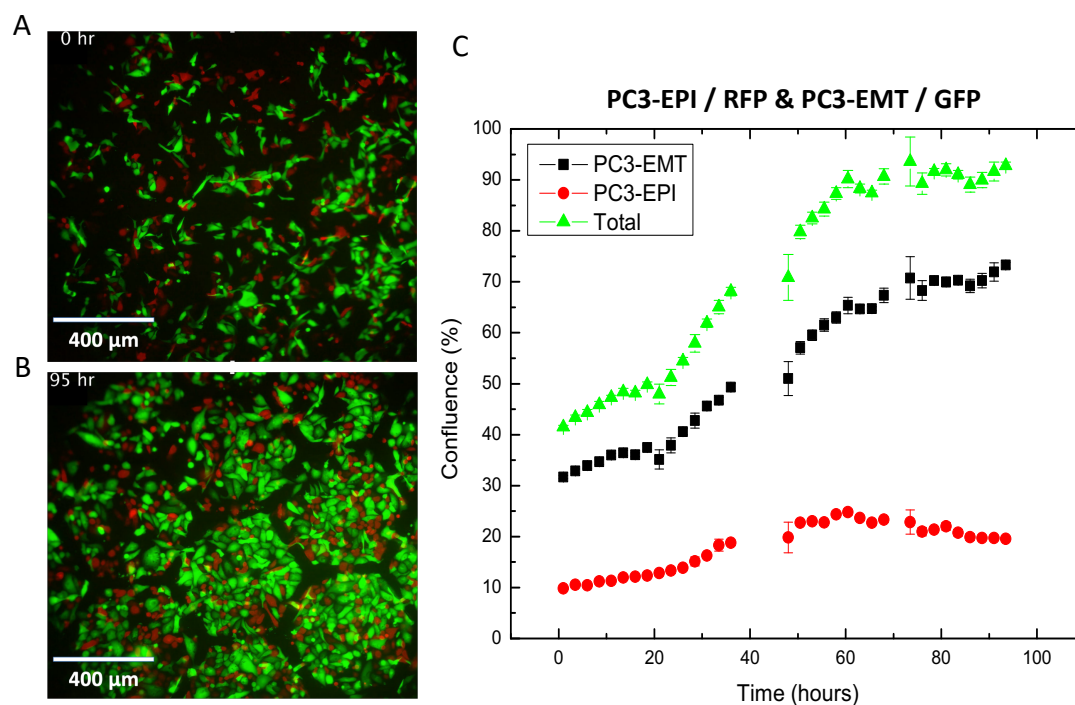 A
0 hr
400 µm
B
95 hr
400 µm
C
PC3-EPI / RFP & PC3-EMT / GFP
PC3-EMT
PC3-EPI
Total
Confluence (%)
100
90
80
70
60
50
40
30
20
10
0
0 20 40 60 80 100
Time (hours)